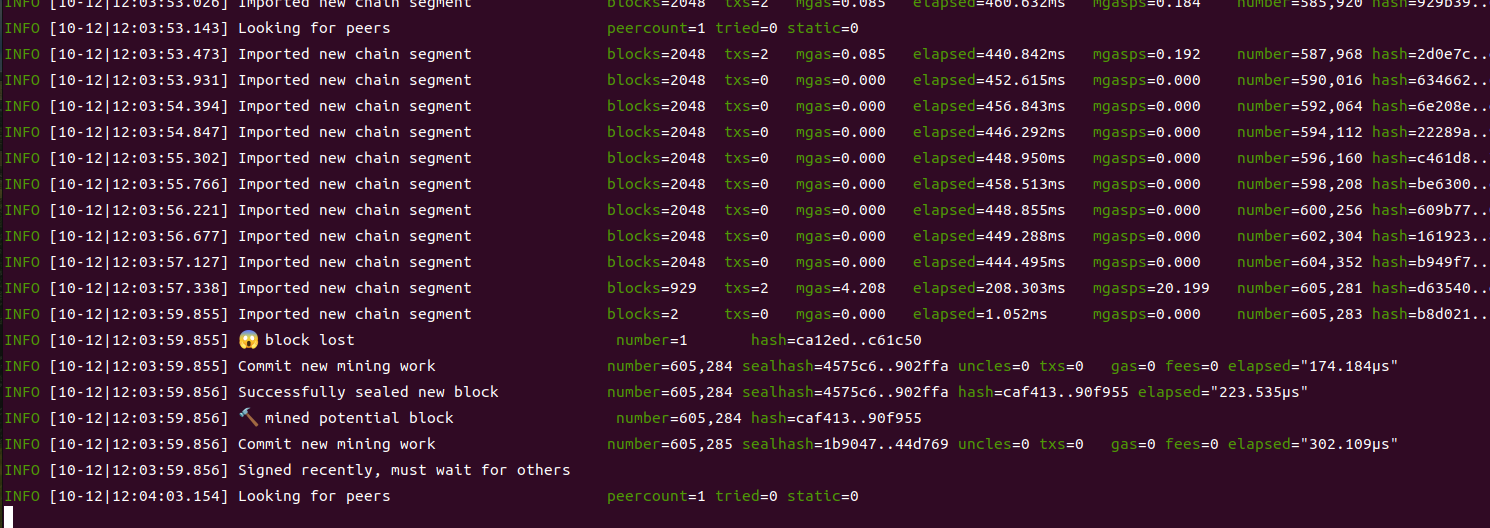 INFO [10-12|12:03:53.026] Imported new chain segment blocks=2048 txs=2 mgas=0.085 elapsed=460.632ms mgasps=0.184 number=585,920 hash=929b39..
INFO [10-12|12:03:53.143] Looking for peers peercount=1 tried=0 static=0
INFO [10-12|12:03:53.473] Imported new chain segment blocks=2048 txs=2 mgas=0.085 elapsed=440.842ms mgasps=0.192 number=587,968 hash=2d0e7c..
INFO [10-12|12:03:53.931] Imported new chain segment blocks=2048 txs=0 mgas=0.000 elapsed=452.615ms mgasps=0.000 number=590,016 hash=634662..
INFO [10-12|12:03:54.394] Imported new chain segment blocks=2048 txs=0 mgas=0.000 elapsed=456.843ms mgasps=0.000 number=592,064 hash=6e208e..
INFO [10-12|12:03:54.847] Imported new chain segment blocks=2048 txs=0 mgas=0.000 elapsed=446.292ms mgasps=0.000 number=594,112 hash=22289a..
INFO [10-12|12:03:55.302] Imported new chain segment blocks=2048 txs=0 mgas=0.000 elapsed=448.950ms mgasps=0.000 number=596,160 hash=c461d8..
INFO [10-12|12:03:55.766] Imported new chain segment blocks=2048 txs=0 mgas=0.000 elapsed=458.513ms mgasps=0.000 number=598,208 hash=be6300..
INFO [10-12|12:03:56.221] Imported new chain segment blocks=2048 txs=0 mgas=0.000 elapsed=448.855ms mgasps=0.000 number=600,256 hash=609b77..
INFO [10-12|12:03:56.677] Imported new chain segment blocks=2048 txs=0 mgas=0.000 elapsed=449.288ms mgasps=0.000 number=602,304 hash=161923..
INFO [10-12|12:03:57.127] Imported new chain segment blocks=2048 txs=0 mgas=0.000 elapsed=444.495ms mgasps=0.000 number=604,352 hash=b949f7..
INFO [10-12|12:03:57.338] Imported new chain segment blocks=929 txs=2 mgas=4.208 elapsed=208.303ms mgasps=20.199 number=605,281 hash=d63540..
INFO [10-12|12:03:59.855] Imported new chain segment blocks=2 txs=0 mgas=0.000 elapsed=1.052ms mgasps=0.000 number=605,283 hash=b8d021..
INFO [10-12|12:03:59.855] 😱 block lost number=1 hash=ca12ed..c61c50
INFO [10-12|12:03:59.855] Commit new mining work number=605,284 sealhash=4575c6..902ffa uncles=0 txs=0 gas=0 fees=0 elapsed="174.184µs"
INFO [10-12|12:03:59.856] Successfully sealed new block number=605,284 sealhash=4575c6..902ffa hash=caf413..90f955 elapsed="223.535µs"
INFO [10-12|12:03:59.856] 🔨 mined potential block number=605,284 hash=caf413..90f955
INFO [10-12|12:03:59.856] Commit new mining work number=605,285 sealhash=1b9047..44d769 uncles=0 txs=0 gas=0 fees=0 elapsed="302.109µs"
INFO [10-12|12:03:59.856] Signed recently, must wait for others
INFO [10-12|12:04:03.154] Looking for peers peercount=1 tried=0 static=0